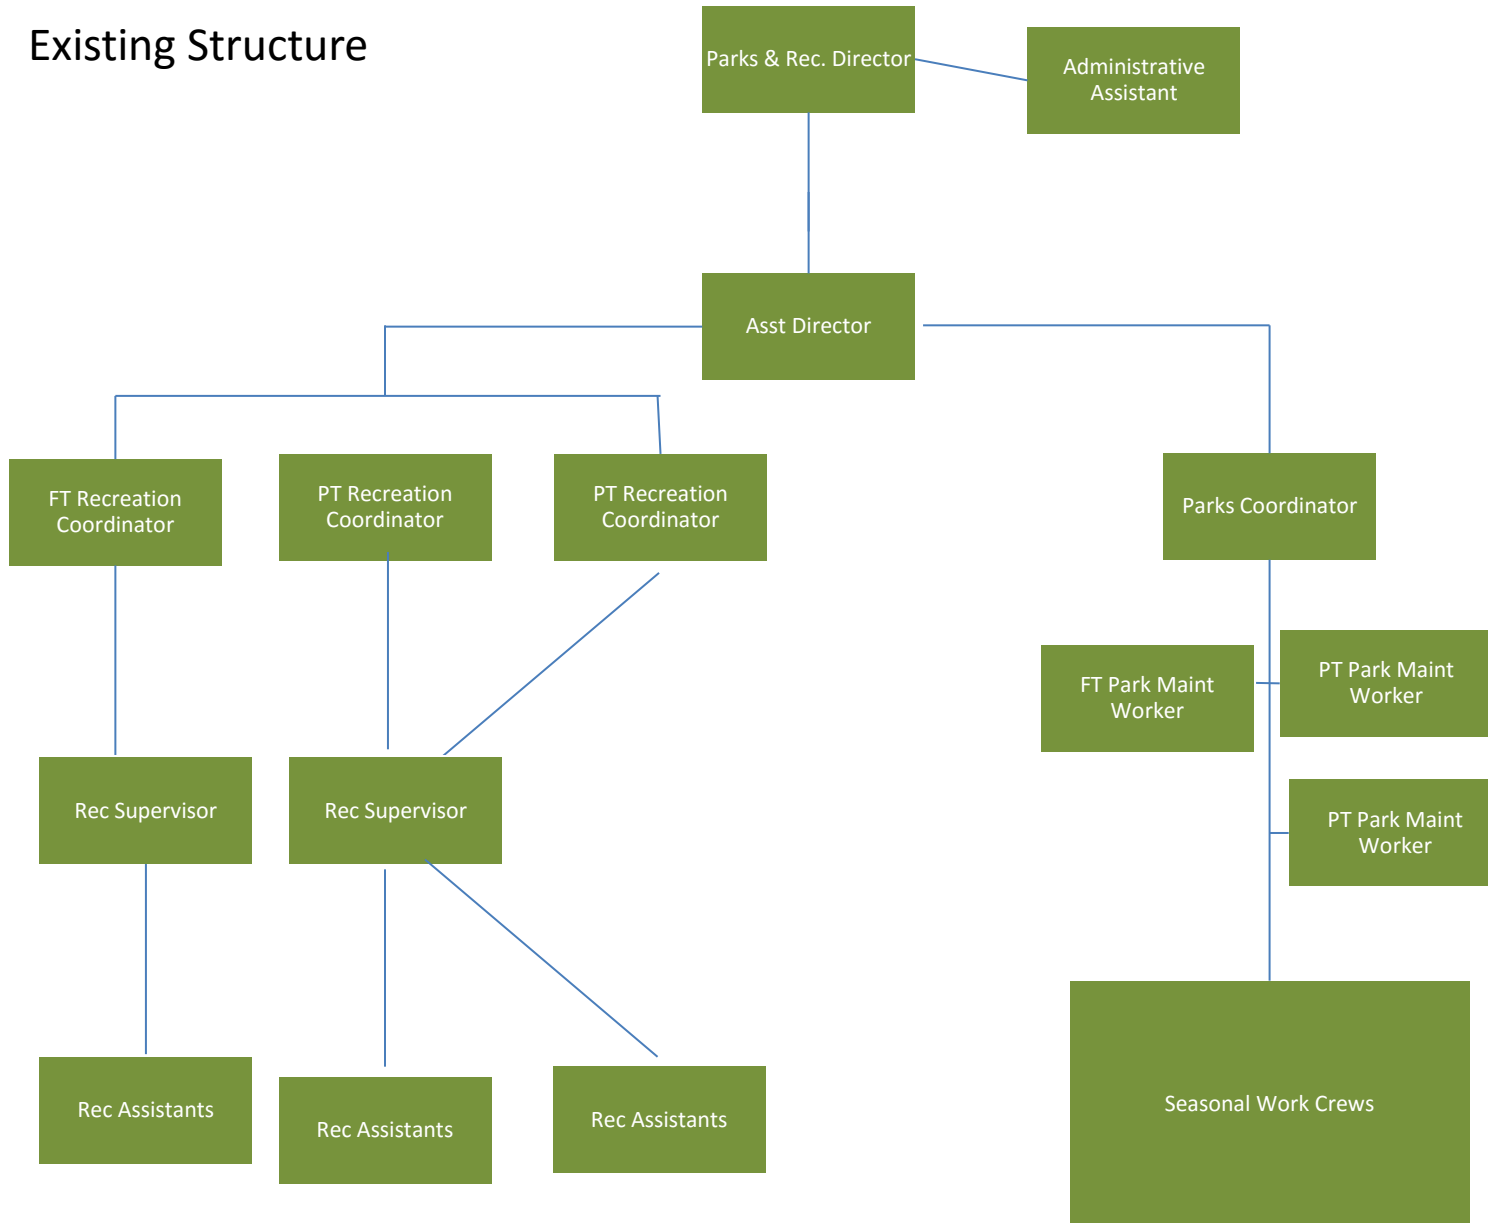 Existing Structure
Parks & Rec. Director
Administrative
Assistant
Asst Director
FT Recreation
Coordinator
PT Recreation
Coordinator
PT Recreation
Coordinator
Parks Coordinator
FT Park Maint
Worker
PT Park Maint
Worker
Rec Supervisor
Rec Supervisor
PT Park Maint
Worker
Rec Assistants
Rec Assistants
Rec Assistants
Seasonal Work Crews